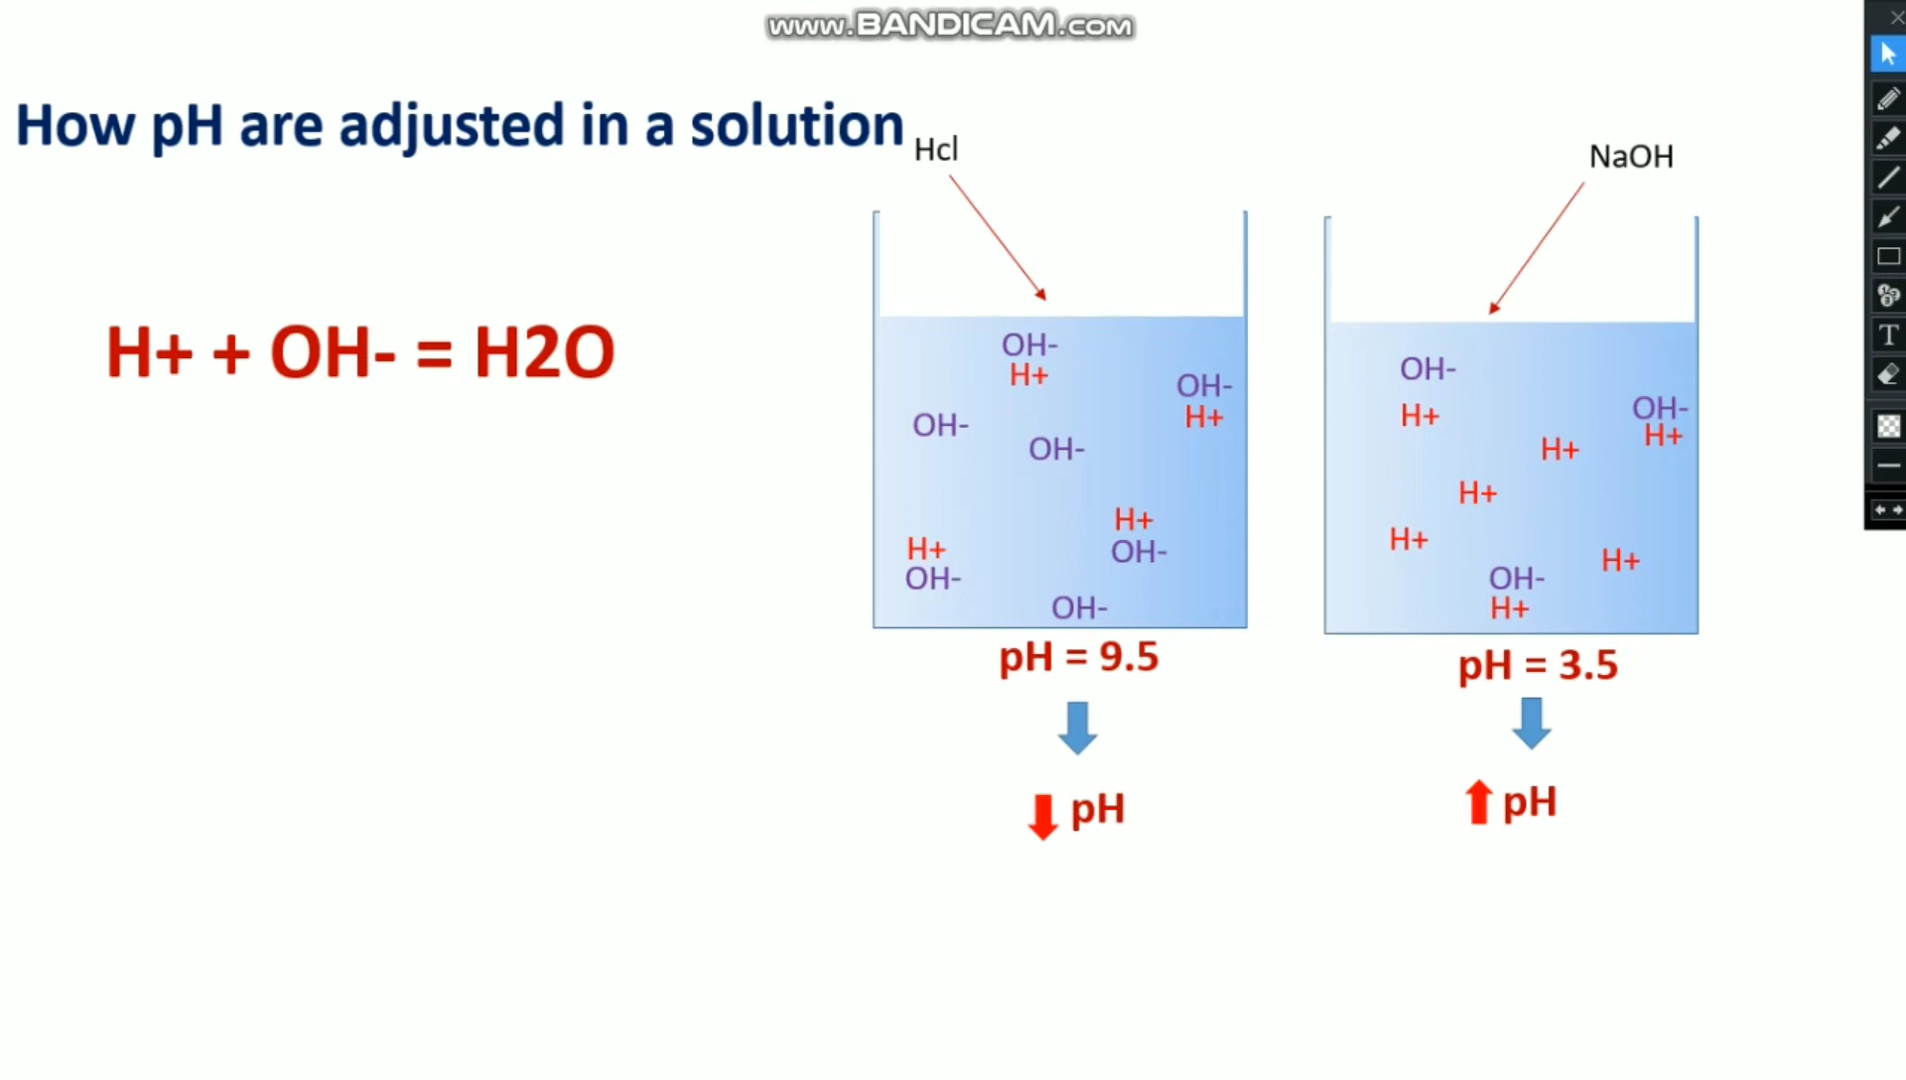 www.BANDICAM.com
How pH are adjusted in a solution
Hcl
NaOH
H+ + OH- = H2O
OH-
H+
OH-
H+
OH-
OH-
H+
OH-
H+
OH-
OH-
pH = 9.5
pH
OH-
H+
OH-
H+
H+
H+
H+
H+
OH-
H+
pH = 3.5
pH
T